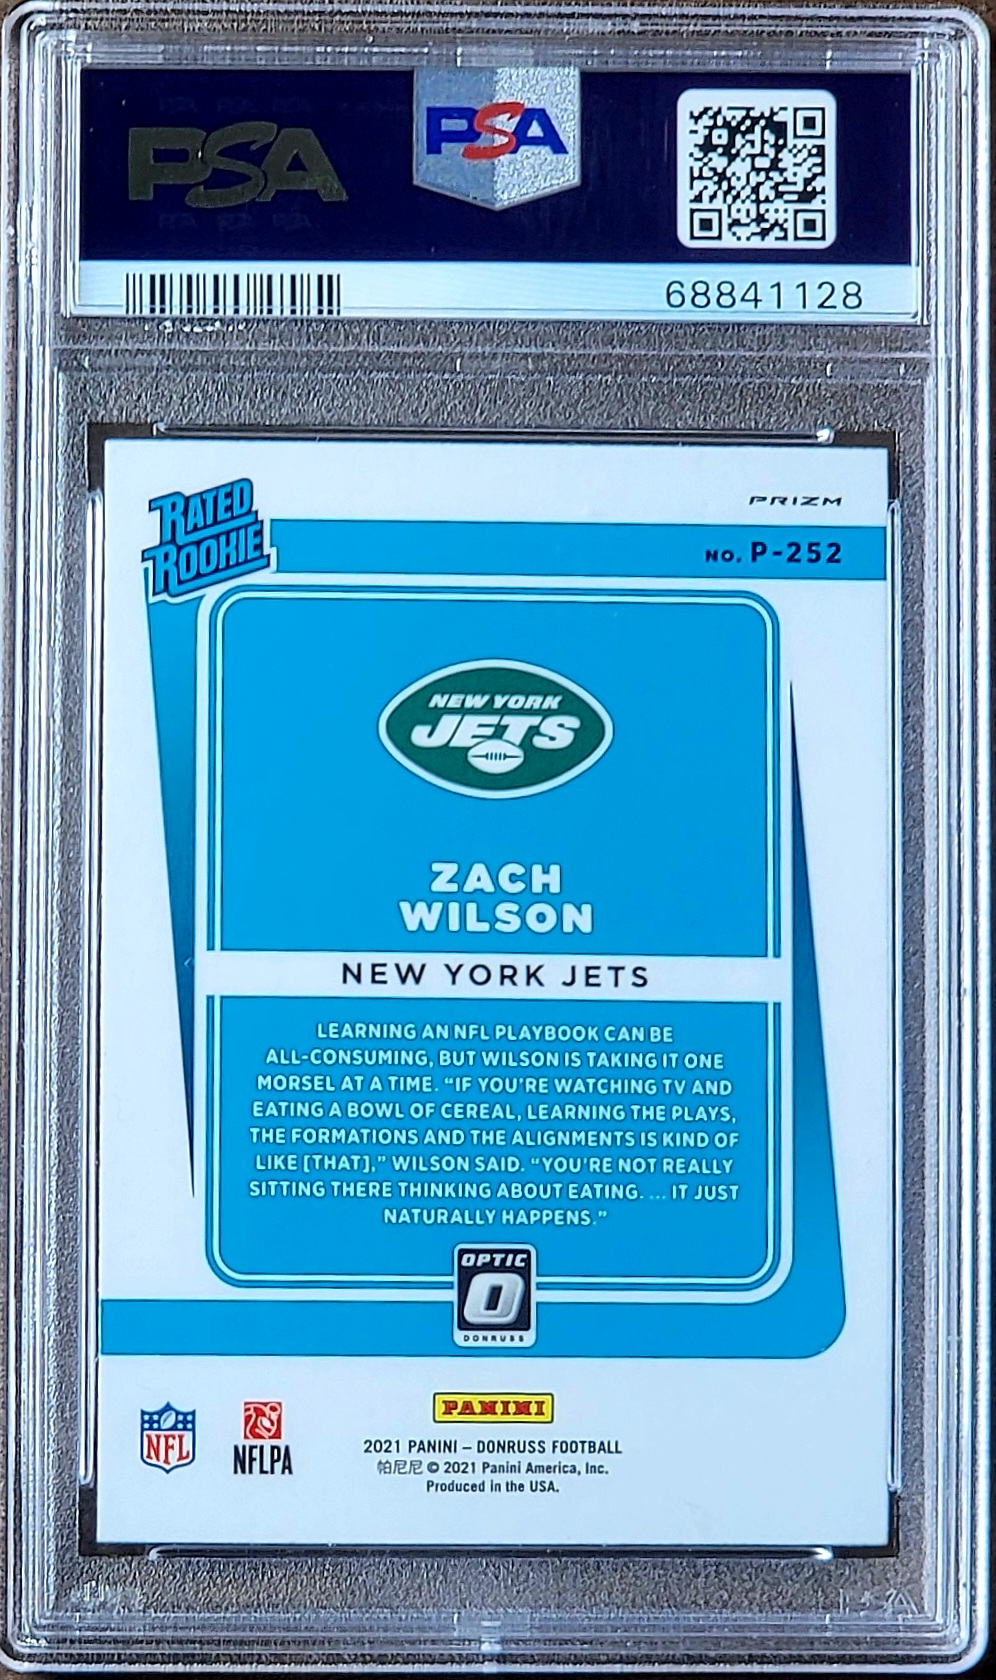 PSA
PSA
68841128
RATED
ROOKIE
PRIZM
NO. P-252
NEW YORK
JETS
ZACH
WILSON
NEW YORK JETS
LEARNING AN NFL PLAYBOOK CAN BE
ALL-CONSUMING, BUT WILSON IS TAKING IT ONE
MORSEL AT A TIME. “IF YOU’RE WATCHING TV AND
EATING A BOWL OF CEREAL, LEARNING THE PLAYS,
THE FORMATIONS AND THE ALIGNMENTS IS KIND OF
LIKE [THAT],” WILSON SAID. “YOU’RE NOT REALLY
SITTING THERE THINKING ABOUT EATING. ... IT JUST
NATURALLY HAPPENS.”
OPTIC
O
DONRUSS
PANINI
NFL
NFLPA
2021 PANINI – DONRUSS FOOTBALL
帕尼尼 © 2021 Panini America, Inc.
Produced in the USA.